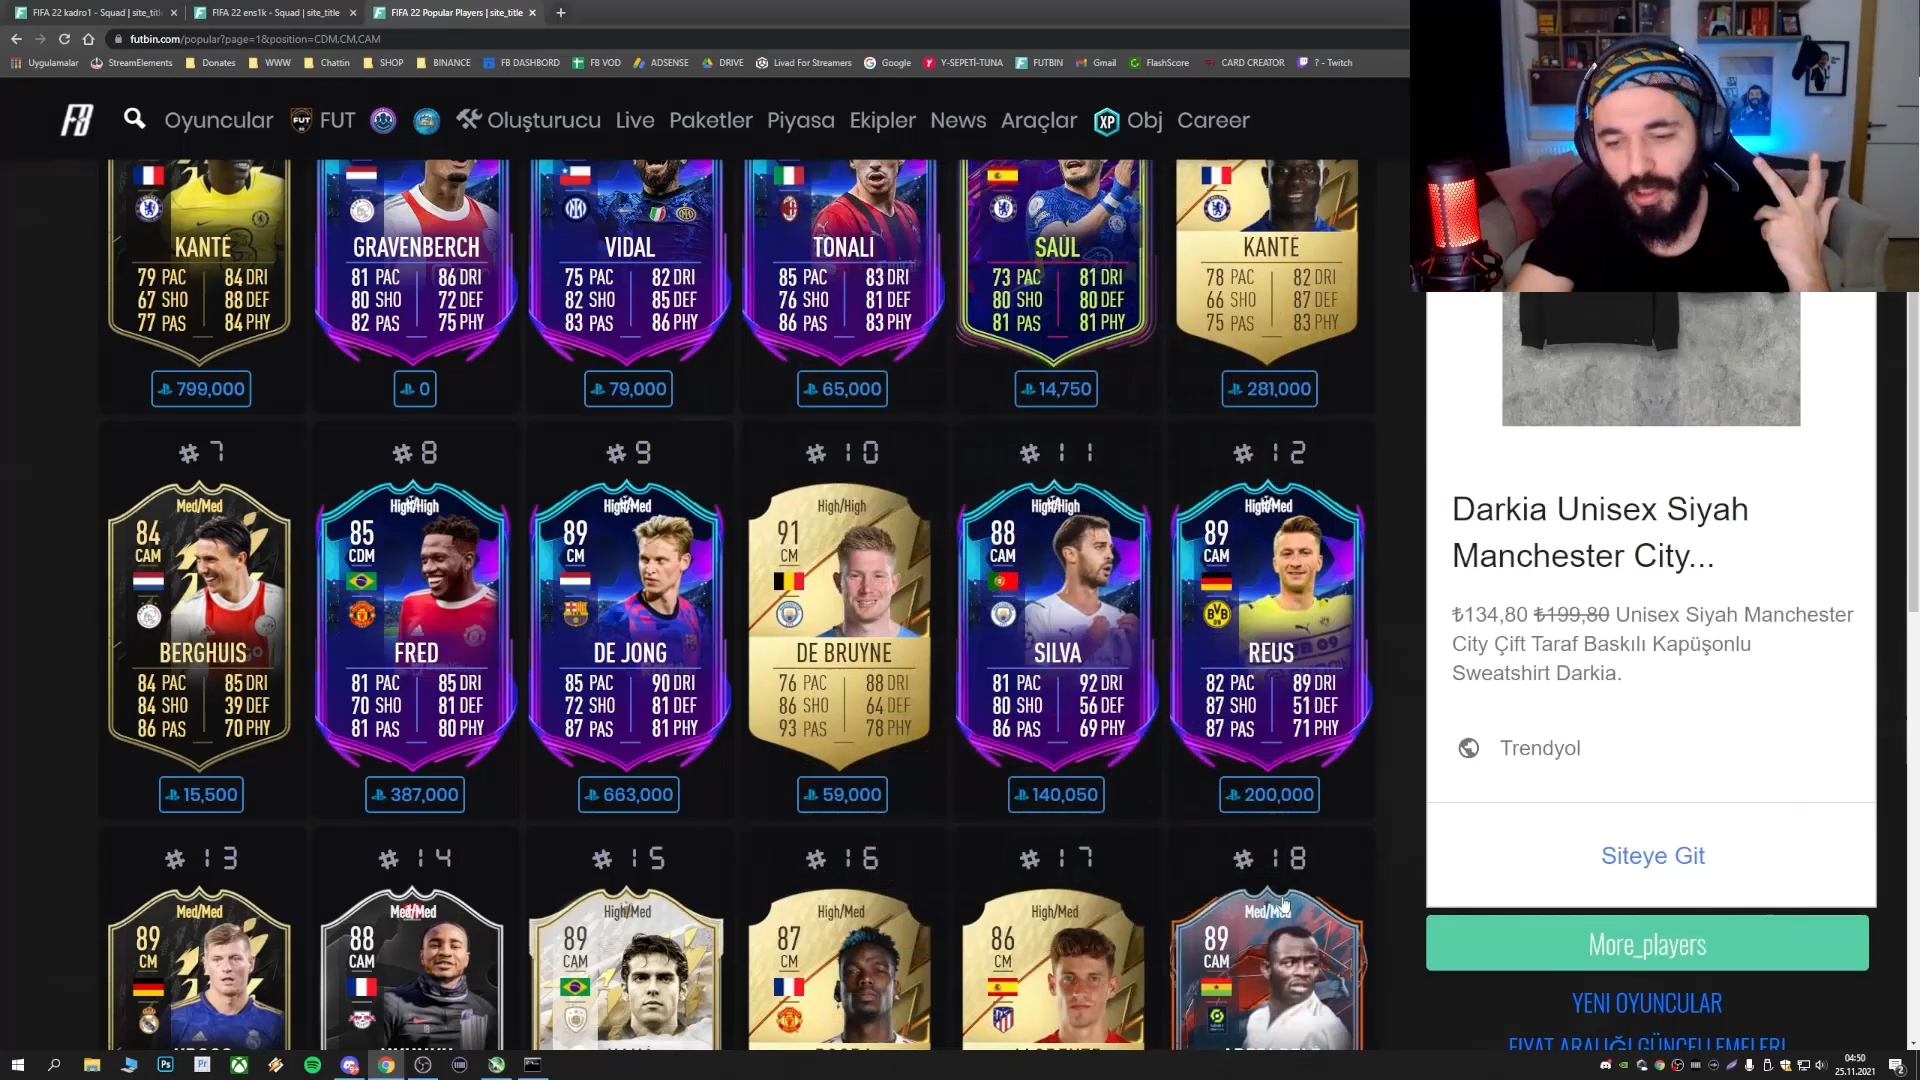 FIFA 22 kadro1 - Squad | site_titl
FIFA 22 ens1k - Squad | site_title
FIFA 22 Popular Players | site_title
futbin.com/popular?page=1&position=CDM,CM,CAM
Uygulamalar StreamElements Donates WWW Chattin SHOP BINANCE FB DASHBORD FB VOD ADSENSE DRIVE Livad For Streamers Google Y-SEPETİ-TUNA FUTBIN Gmail FlashScore CARD CREATOR ? - Twitch
FB Oyuncular FUT Oluşturucu Live Paketler Piyasa Ekipler News Araçlar XP Obj Career
KANTÉ GRAVENBERCH VIDAL TONALI SAÚL KANTÉ
79 PAC 84 DRI 81 PAC 86 DRI 75 PAC 82 DRI 85 PAC 83 DRI 73 PAC 81 DRI 78 PAC 82 DRI
67 SHO 88 DEF 80 SHO 72 DEF 82 SHO 85 DEF 76 SHO 81 DEF 80 SHO 80 DEF 66 SHO 87 DEF
77 PAS 84 PHY 82 PAS 75 PHY 83 PAS 86 PHY 86 PAS 83 PHY 81 PAS 81 PHY 75 PAS 83 PHY
799,000 0 79,000 65,000 14,750 281,000
#7 #8 #9 #10 #11 #12
Med/Med High/High High/Med High/High High/High High/Med
84 85 89 91 88 89
CAM CDM CM CM CAM CAM
BERGHUIS FRED DE JONG DE BRUYNE SILVA REUS
84 PAC 85 DRI 81 PAC 85 DRI 85 PAC 90 DRI 76 PAC 88 DRI 81 PAC 92 DRI 82 PAC 89 DRI
84 SHO 39 DEF 70 SHO 81 DEF 72 SHO 81 DEF 86 SHO 64 DEF 80 SHO 56 DEF 87 SHO 51 DEF
86 PAS 70 PHY 81 PAS 80 PHY 87 PAS 81 PHY 93 PAS 78 PHY 86 PAS 69 PHY 87 PAS 71 PHY
15,500 387,000 663,000 59,000 140,050 200,000
#13 #14 #15 #16 #17 #18
Med/Med Med/Med High/Med High/Med High/Med Med/Med
89 88 89 87 86 89
CM CAM CAM CM CM CAM
Darkia Unisex Siyah
Manchester City...
₺134,80 ₺199,80 Unisex Siyah Manchester
City Çift Taraf Baskılı Kapüşonlu
Sweatshirt Darkia.
Trendyol
Siteye Git
More_players
YENI OYUNCULAR
FIYAT ARALIĞI GÜNCELLEMELERI
04:50
25.11.2021